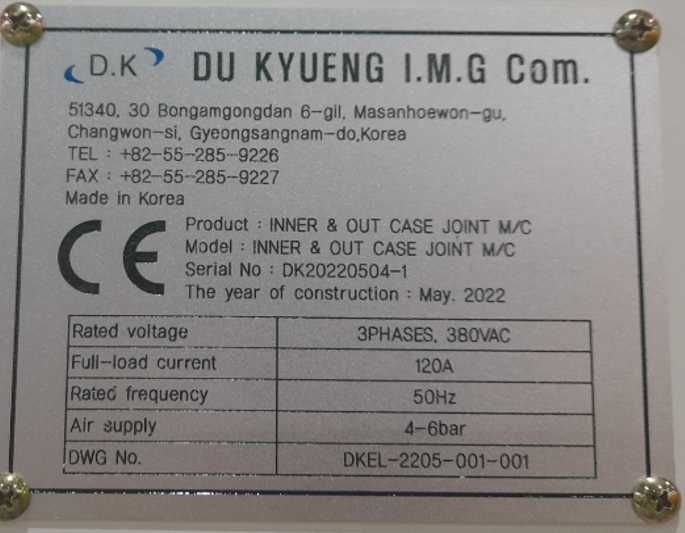 D.K DU KYUENG I.M.G Com.
51340, 30 Bongamgongdan 6-gil, Masanhoewon-gu,
Changwon-si, Gyeongsangnam-do,Korea
TEL : +82-55-285-9226
FAX : +82-55-285-9227
Made in Korea
CE
Product : INNER & OUT CASE JOINT M/C
Model : INNER & OUT CASE JOINT M/C
Serial No : DK20220504-1
The year of construction : May. 2022
Rated voltage 3PHASES, 380VAC
Full-load current 120A
Rated frequency 50Hz
Air supply 4-6bar
DWG No. DKEL-2205-001-001